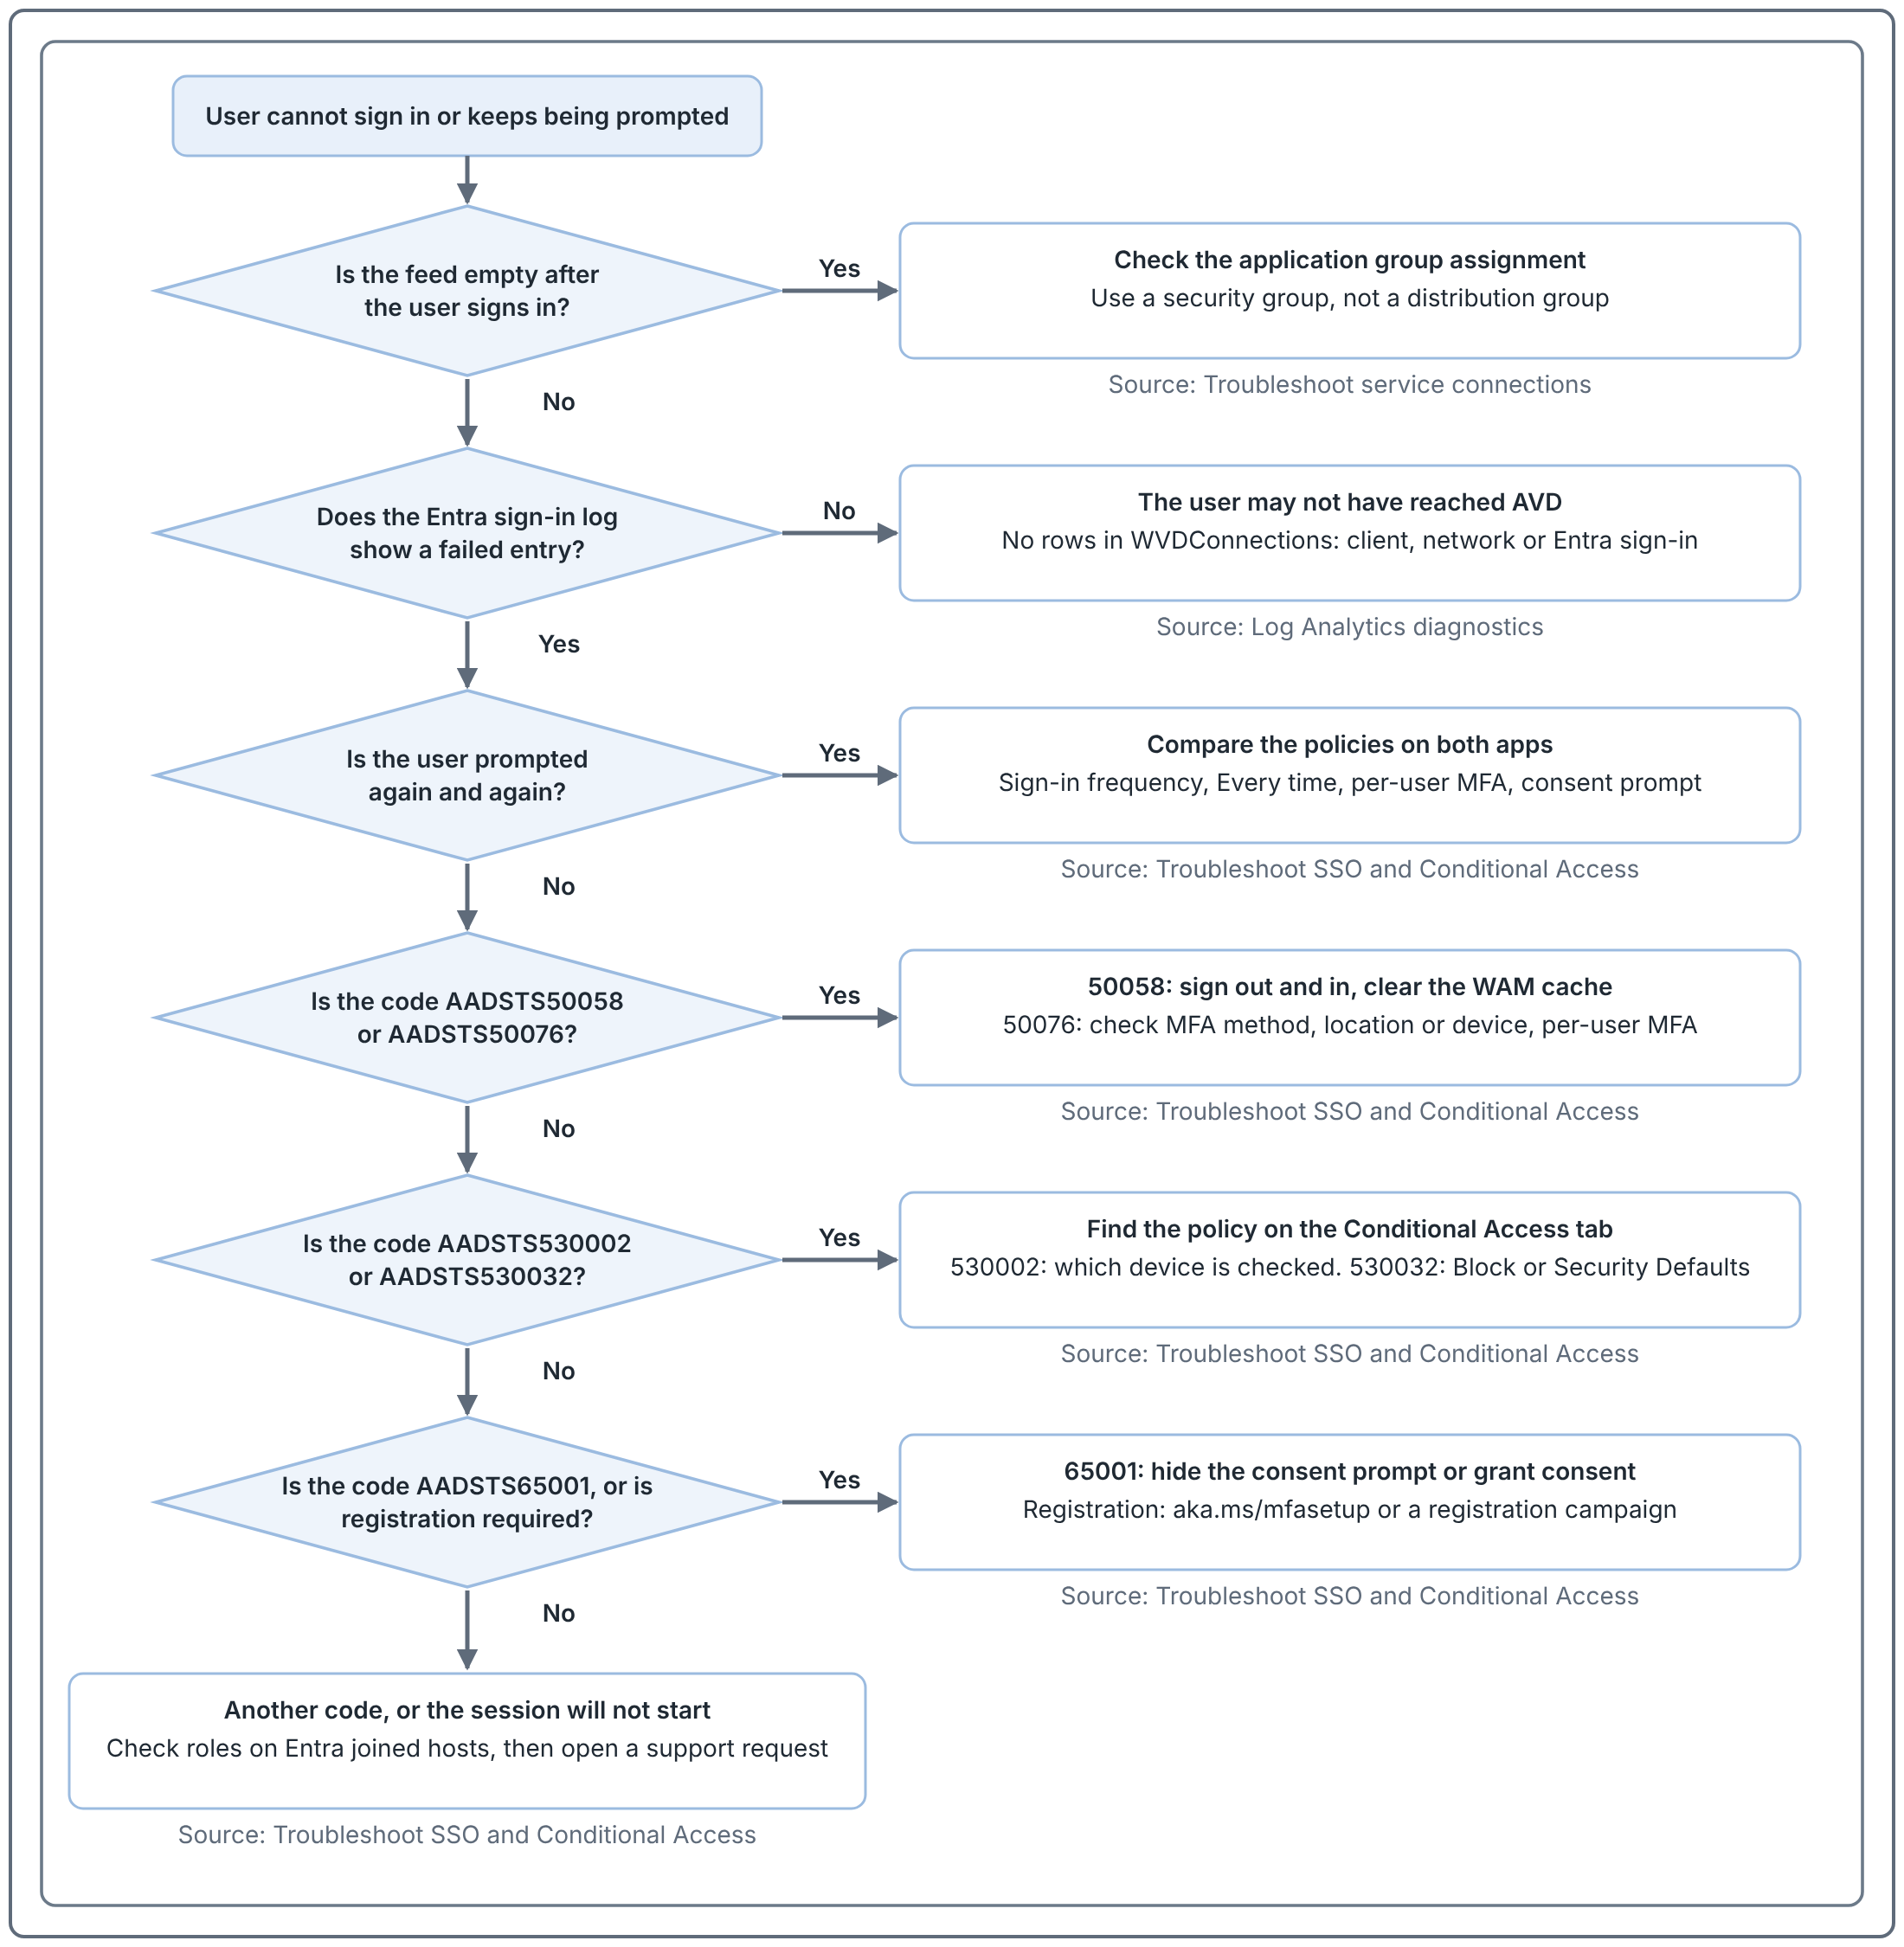 User cannot sign in or keeps being prompted
Is the feed empty after
the user signs in?
Yes
Check the application group assignment
Use a security group, not a distribution group
Source: Troubleshoot service connections
No
Does the Entra sign-in log
show a failed entry?
No
The user may not have reached AVD
No rows in WVDConnections: client, network or Entra sign-in
Source: Log Analytics diagnostics
Yes
Is the user prompted
again and again?
Yes
Compare the policies on both apps
Sign-in frequency, Every time, per-user MFA, consent prompt
Source: Troubleshoot SSO and Conditional Access
No
Is the code AADSTS50058
or AADSTS50076?
Yes
50058: sign out and in, clear the WAM cache
50076: check MFA method, location or device, per-user MFA
Source: Troubleshoot SSO and Conditional Access
No
Is the code AADSTS530002
or AADSTS530032?
Yes
Find the policy on the Conditional Access tab
530002: which device is checked. 530032: Block or Security Defaults
Source: Troubleshoot SSO and Conditional Access
No
Is the code AADSTS65001, or is
registration required?
Yes
65001: hide the consent prompt or grant consent
Registration: aka.ms/mfasetup or a registration campaign
Source: Troubleshoot SSO and Conditional Access
No
Another code, or the session will not start
Check roles on Entra joined hosts, then open a support request
Source: Troubleshoot SSO and Conditional Access